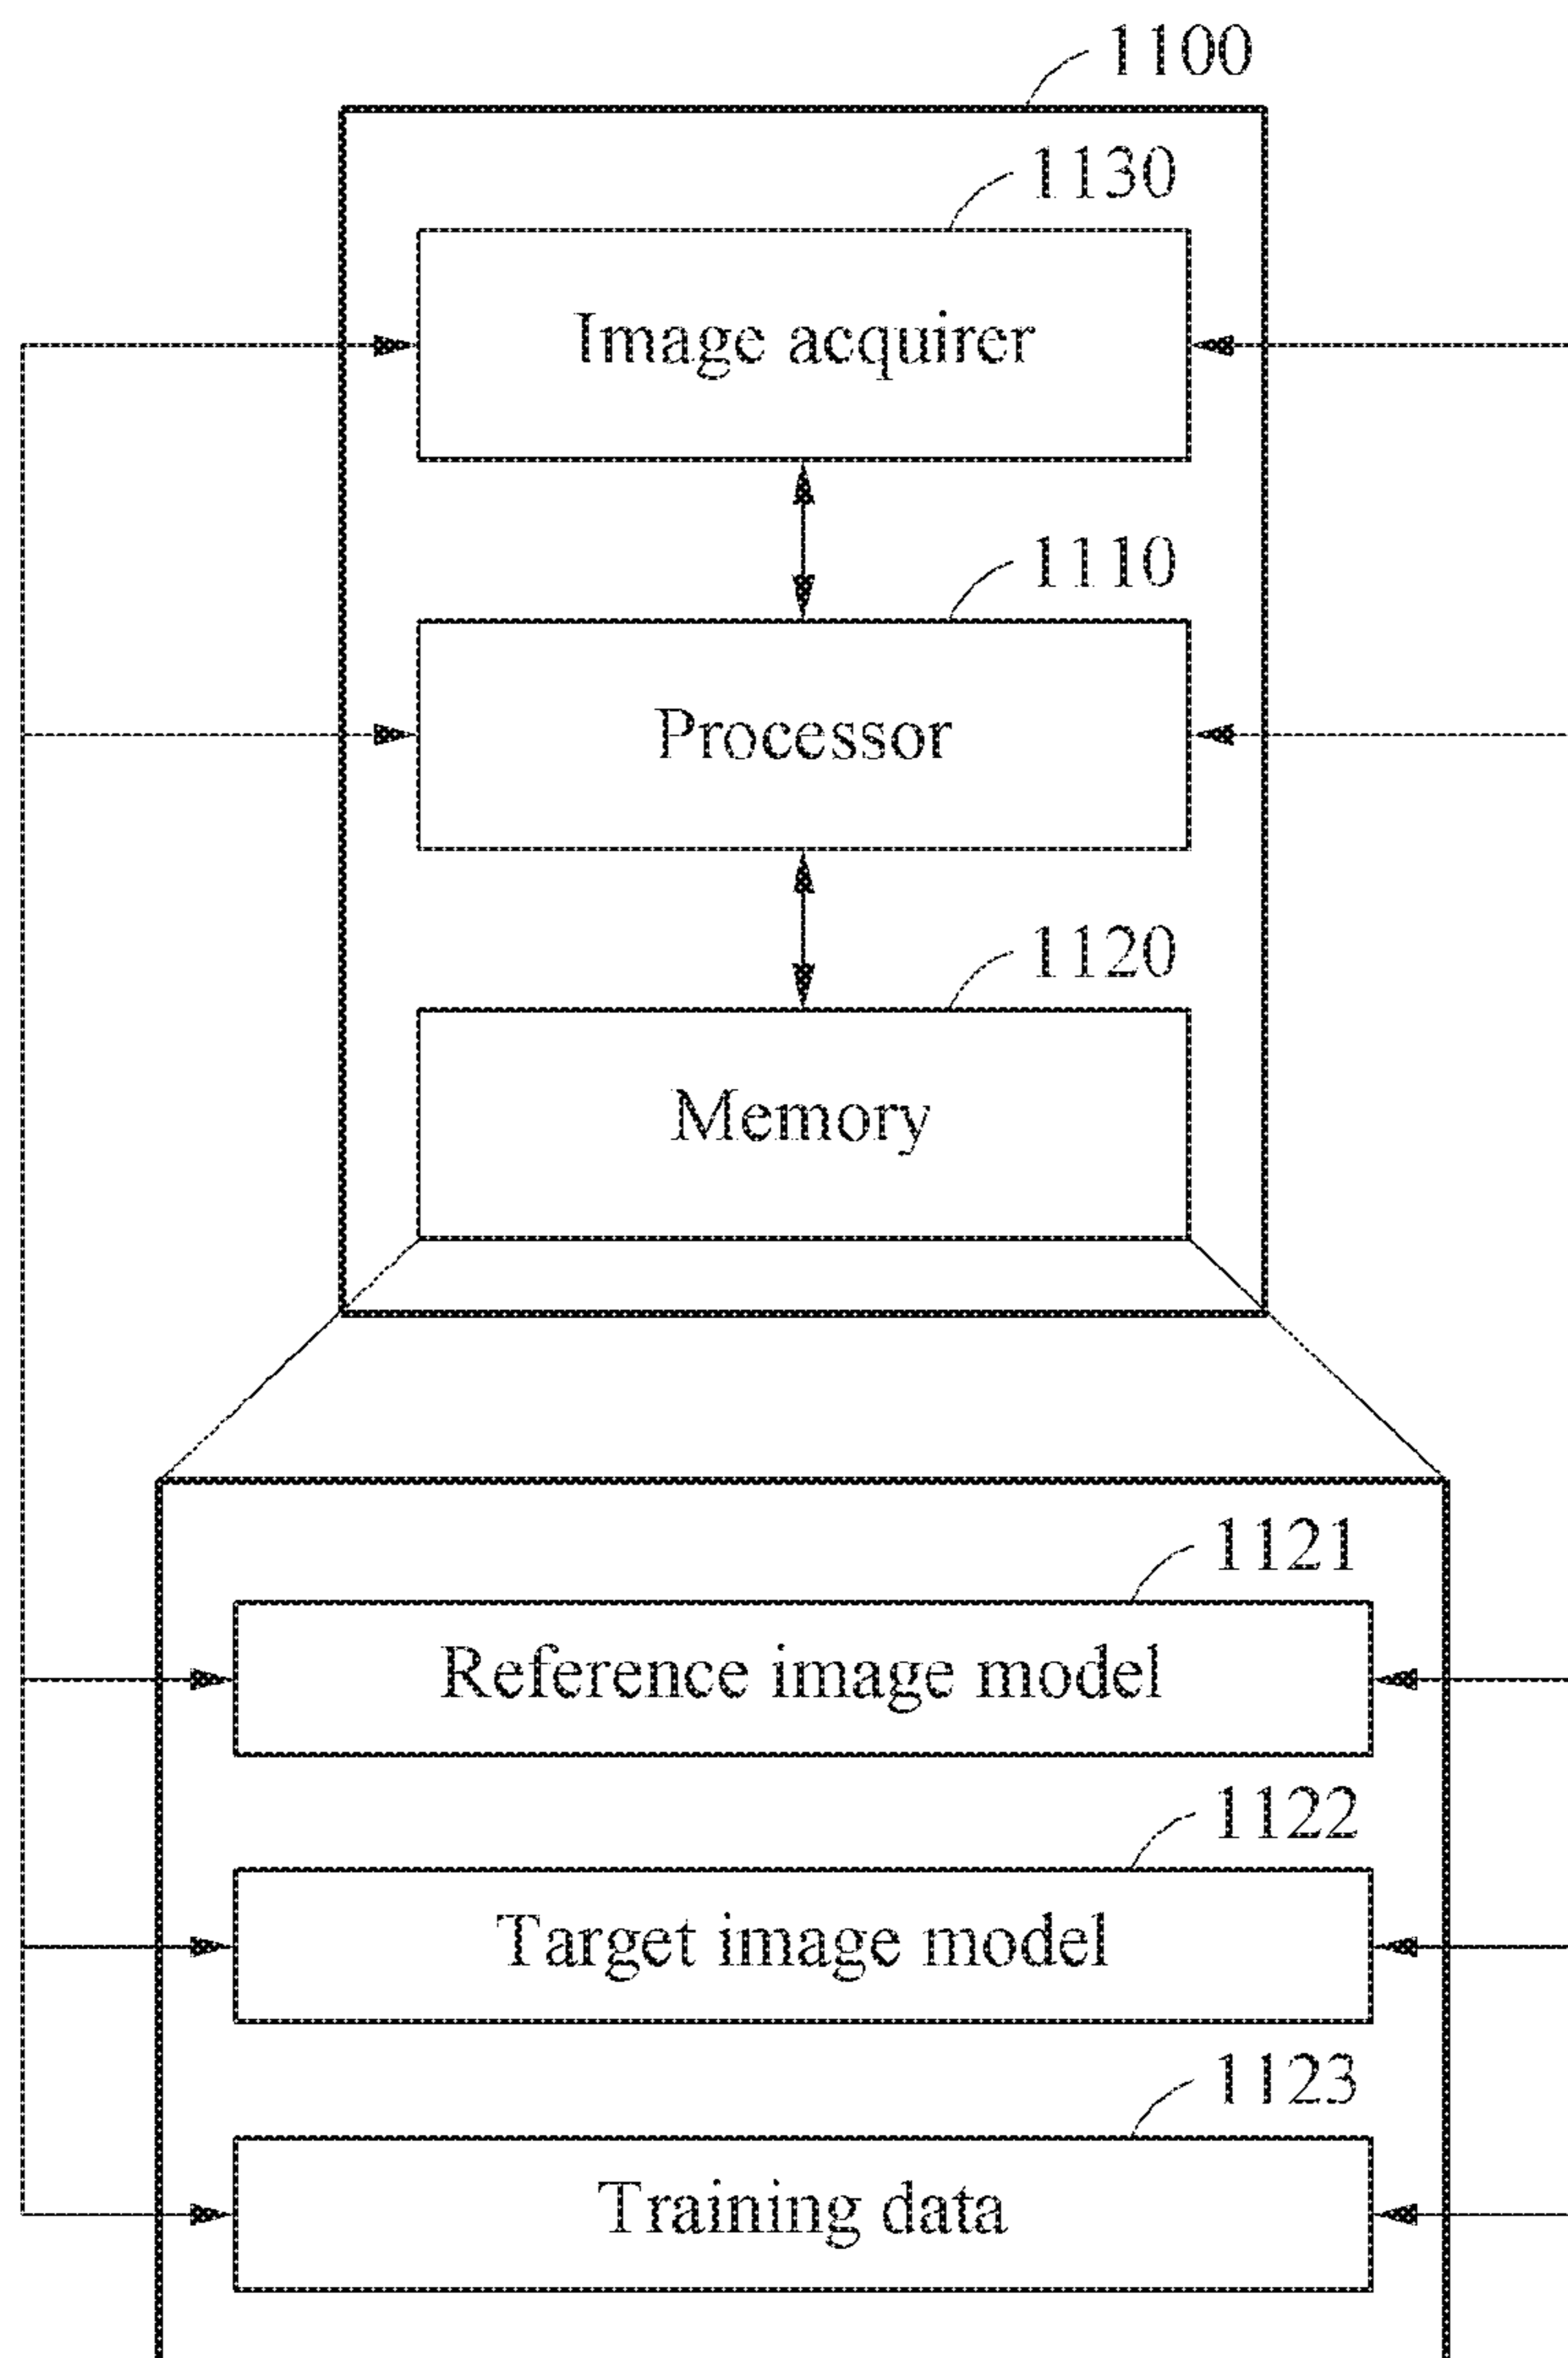 1100
1130
Image acquirer
1110
Processor
1120
Memory
1121
Reference image model
1122
Target image model
1123
Training data